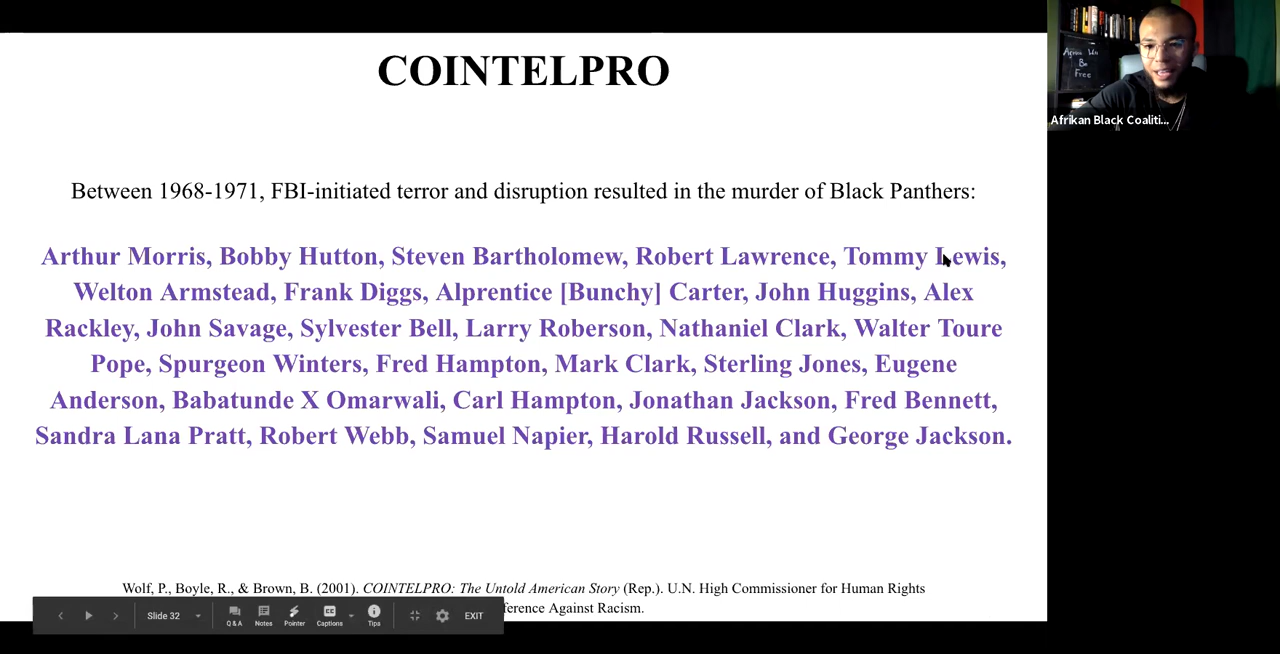 COINTELPRO
Between 1968-1971, FBI-initiated terror and disruption resulted in the murder of Black Panthers:
Arthur Morris, Bobby Hutton, Steven Bartholomew, Robert Lawrence, Tommy Lewis,
Welton Armstead, Frank Diggs, Alprentice [Bunchy] Carter, John Huggins, Alex
Rackley, John Savage, Sylvester Bell, Larry Roberson, Nathaniel Clark, Walter Toure
Pope, Spurgeon Winters, Fred Hampton, Mark Clark, Sterling Jones, Eugene
Anderson, Babatunde X Omarwali, Carl Hampton, Jonathan Jackson, Fred Bennett,
Sandra Lana Pratt, Robert Webb, Samuel Napier, Harold Russell, and George Jackson.
Wolf, P., Boyle, R., & Brown, B. (2001). COINTELPRO: The Untold American Story (Rep.). U.N. High Commissioner for Human Rights
ference Against Racism.
Slide 32
Q & A
Notes
Pointer
CC
Captions
Tips
EXIT
Be
Free
Afrikan Black Coaliti...